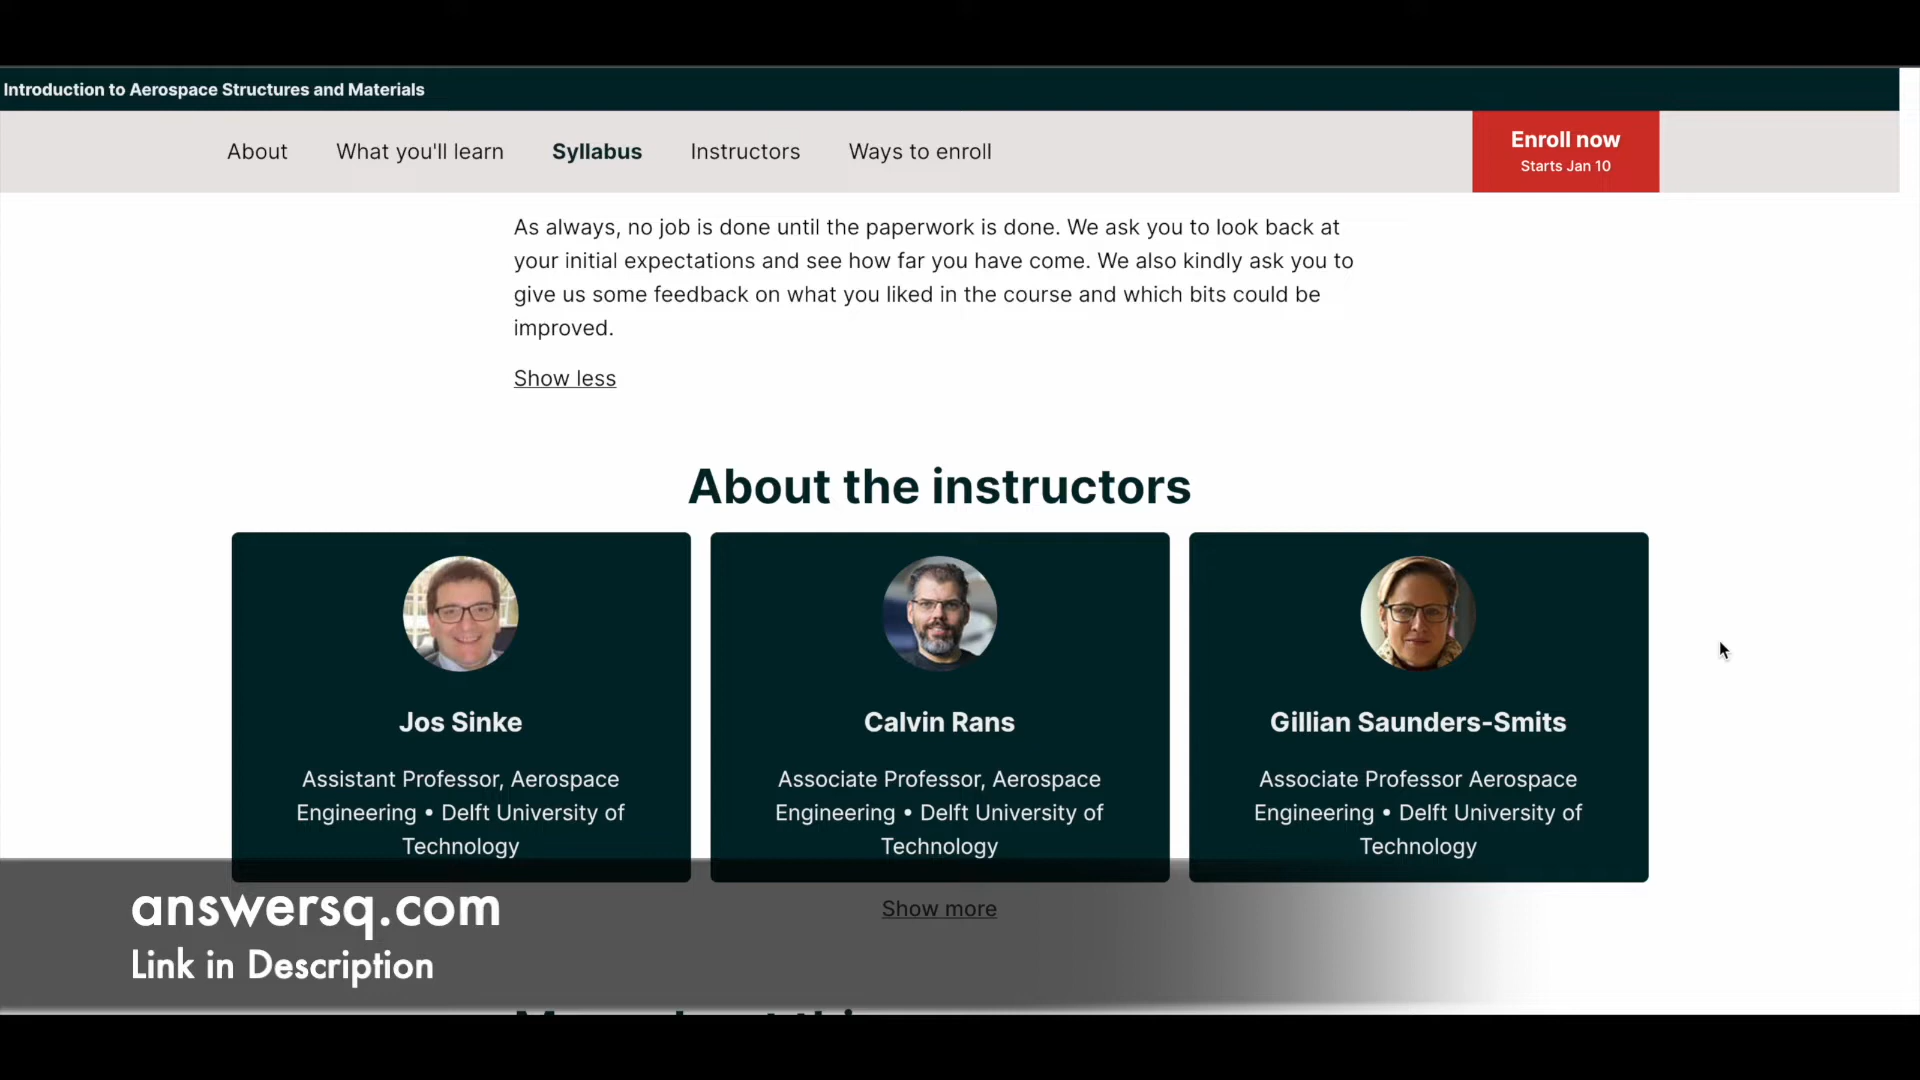 Introduction to Aerospace Structures and Materials
About What you'll learn Syllabus Instructors Ways to enroll
Enroll now
Starts Jan 10
As always, no job is done until the paperwork is done. We ask you to look back at
your initial expectations and see how far you have come. We also kindly ask you to
give us some feedback on what you liked in the course and which bits could be
improved.
Show less
About the instructors
Jos Sinke
Assistant Professor, Aerospace
Engineering • Delft University of
Technology
Calvin Rans
Associate Professor, Aerospace
Engineering • Delft University of
Technology
Gillian Saunders-Smits
Associate Professor Aerospace
Engineering • Delft University of
Technology
Show more
answersq.com
Link in Description